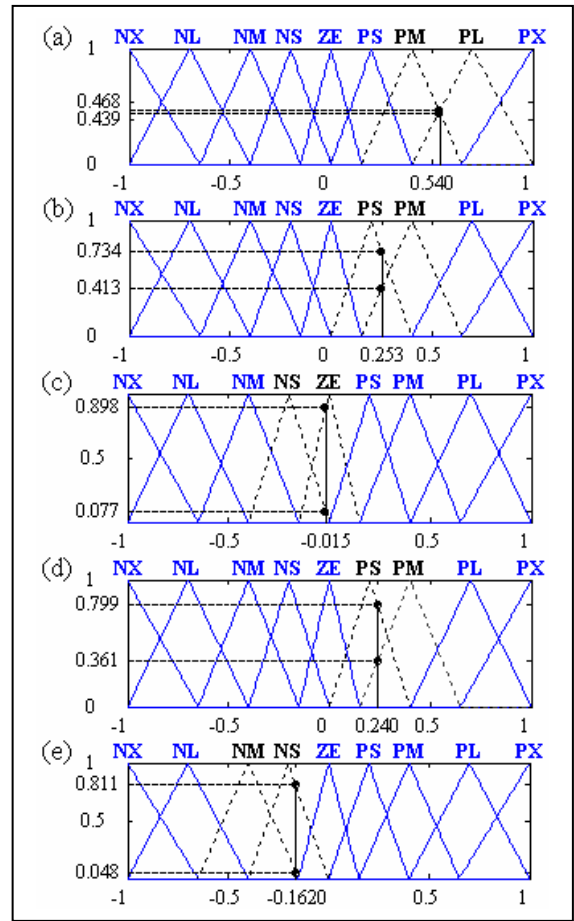 (a) NX NL NM NS ZE PS PM PL PX
1
0.468
0.439
0
-1 -0.5 0 0.540 1
(b) NX NL NM NS ZE PS PM PL PX
1
0.734
0.413
0
-1 -0.5 0 0.253 0.5 1
(c) NX NL NM NS ZE PS PM PL PX
0.898
0.5
0.077
-1 -0.5 -0.015 0.5 1
(d) NX NL NM NS ZE PS PM PL PX
1
0.799
0.361
0
-1 -0.5 0 0.240 0.5 1
(e) NX NL NM NS ZE PS PM PL PX
1
0.811
0.5
0.048
-1 -0.5 -0.1620 0.5 1